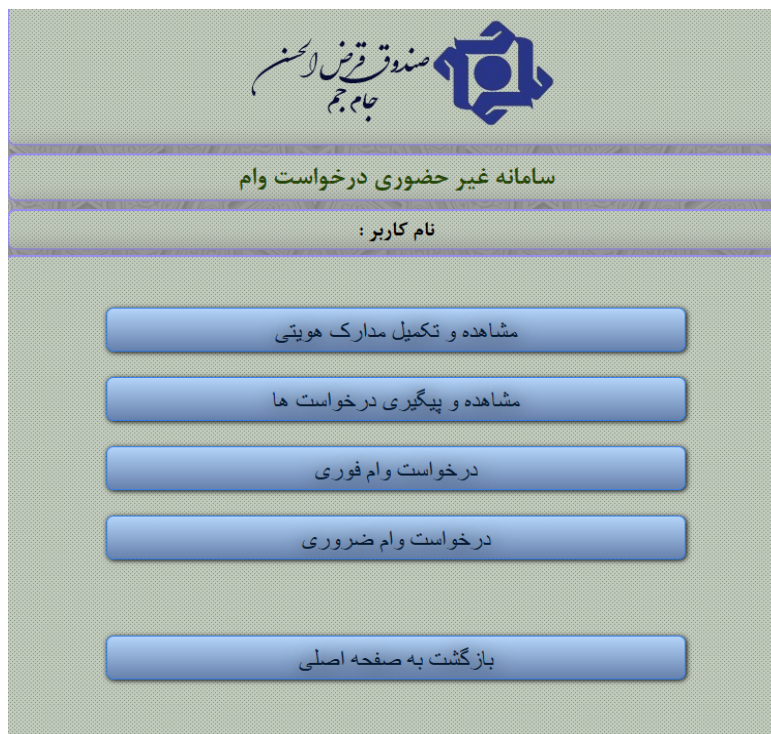 صندوق قرض الحسن
جام جم
سامانه غیر حضوری درخواست وام
نام کاربر :
مشاهده و تکمیل مدارک هویتی
مشاهده و پیگیری درخواست ها
درخواست وام فوری
درخواست وام ضروری
بازگشت به صفحه اصلی